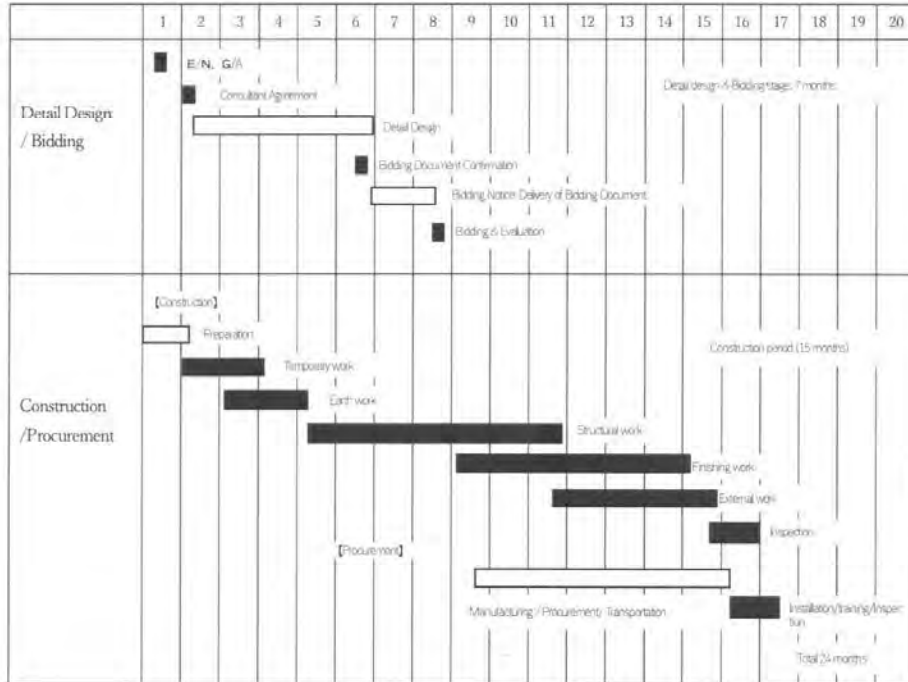 1 2 3 4 5 6 7 8 9 10 11 12 13 14 15 16 17 18 19 20
Detail Design
/ Bidding
E/N, G/A
Consultant Agreement
Detail design & Bidding stages: 7 months
Detail Design
Bidding Document Confirmation
Bidding Notice Delivery of Bidding Document
Bidding & Evaluation
Construction
/Procurement
【Construction】
Preparation
Construction period (15 months)
Temporary work
Earth work
Structural work
Finishing work
External work
Inspection
【Procurement】
Manufacturing / Procurement/ Transportation
Installation/training/Inspec
tion
Total 24 months